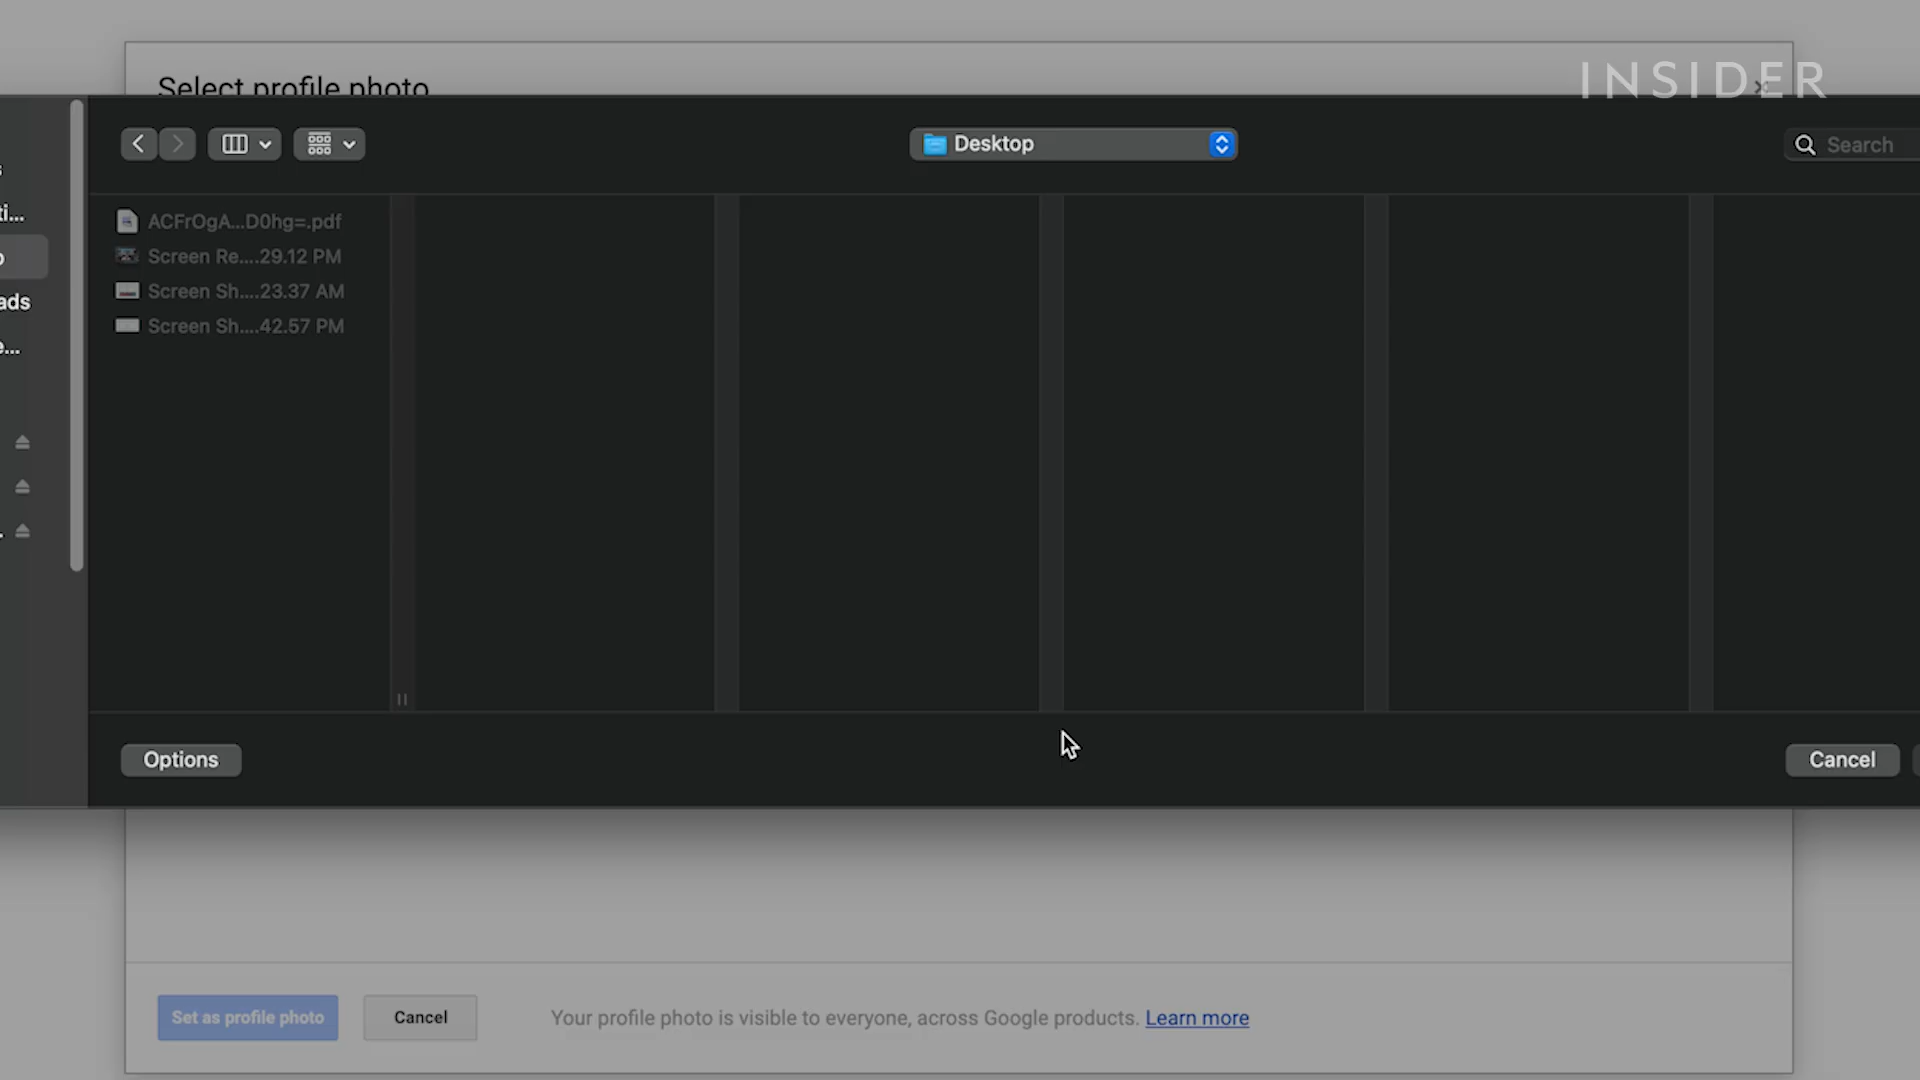 Select profile photo
INSIDER
Desktop
Search
ACFrOgA...D0hg=.pdf
Screen Re....29.12 PM
Screen Sh....23.37 AM
Screen Sh....42.57 PM
ti...
ads
e...
Options
Cancel
Set as profile photo
Cancel
Your profile photo is visible to everyone, across Google products. Learn more